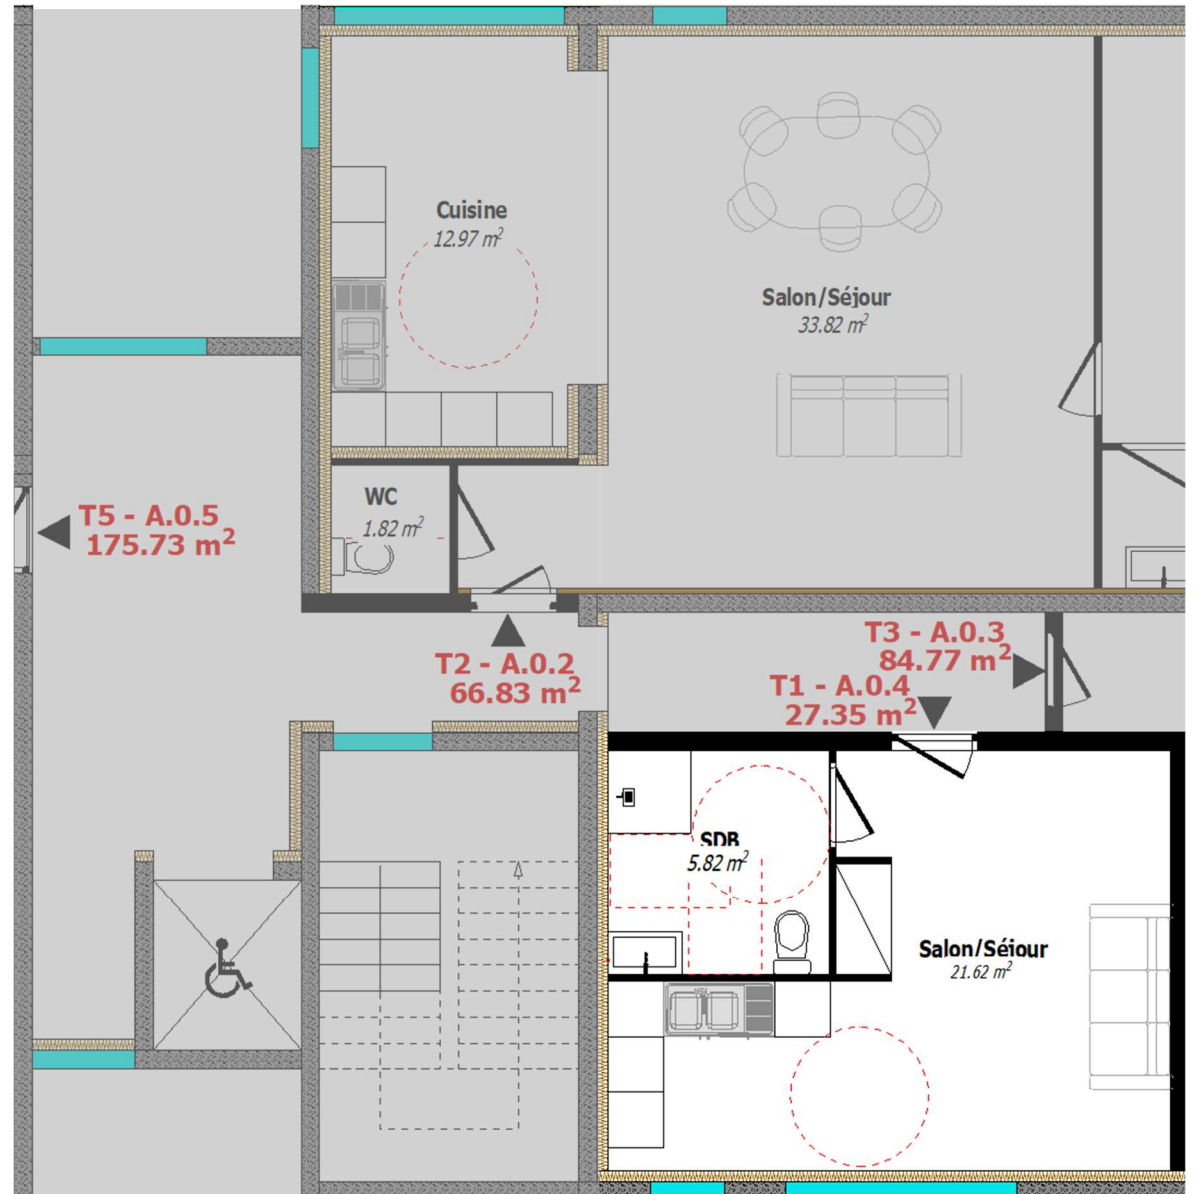 Cuisine
12.97 m²
Salon/Séjour
33.82 m²
WC
1.82 m²
T5 - A.0.5
175.73 m²
T2 - A.0.2
66.83 m²
T3 - A.0.3
84.77 m²
T1 - A.0.4
27.35 m²
SDB
5.82 m²
Salon/Séjour
21.62 m²